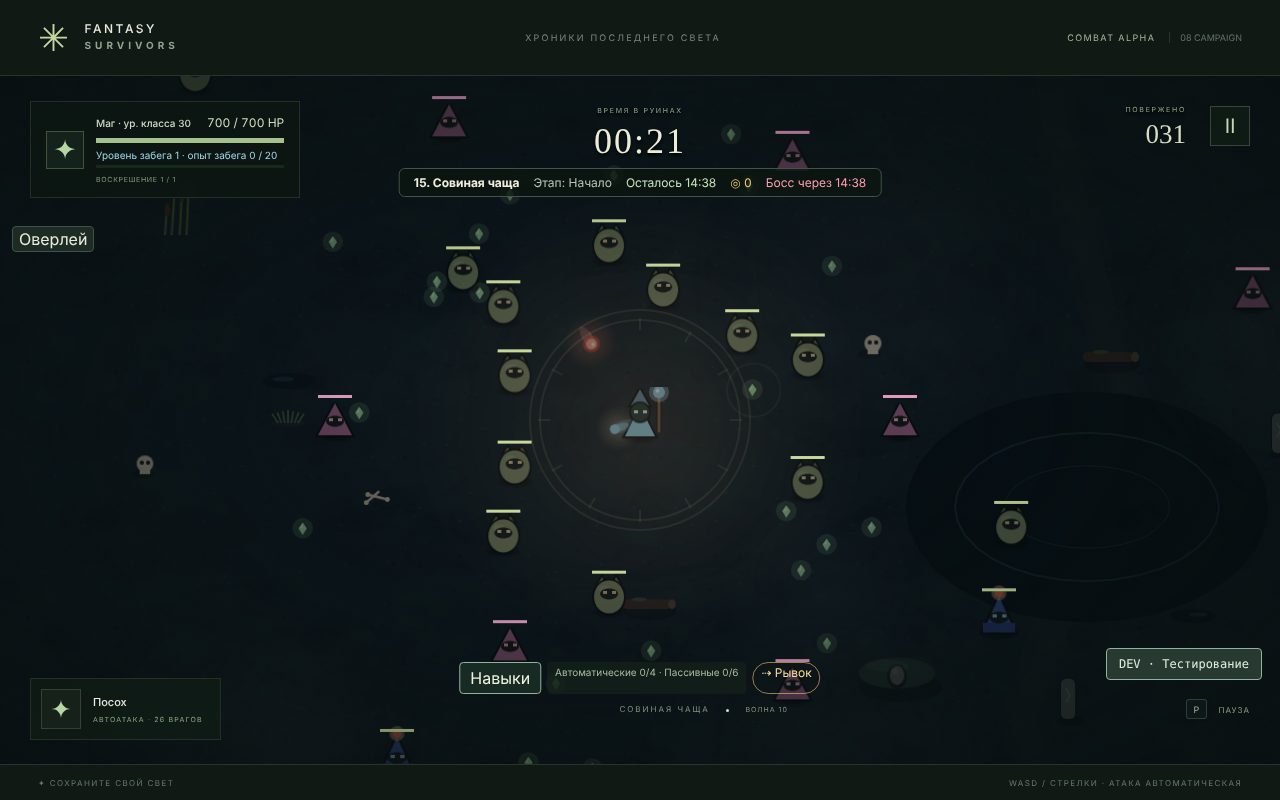 FANTASY
SURVIVORS
ХРОНИКИ ПОСЛЕДНЕГО СВЕТА
COMBAT ALPHA
08 CAMPAIGN
Маг · ур. класса 30
700 / 700 HP
Уровень забега 1 · опыт забега 0 / 20
ВОСКРЕШЕНИЕ 1 / 1
ВРЕМЯ В РУИНАХ
00:21
ПОВЕРЖЕНО
031
15. Совиная чаща
Этап: Начало
Осталось 14:38
◎ 0
Босс через 14:38
Оверлей
Навыки
Автоматические 0/4 · Пассивные 0/6
⇢ Рывок
СОВИНАЯ ЧАЩА
ВОЛНА 10
Посох
АВТОАТАКА · 26 ВРАГОВ
DEV · Тестирование
P
ПАУЗА
✦ СОХРАНИТЕ СВОЙ СВЕТ
WASD / СТРЕЛКИ · АТАКА АВТОМАТИЧЕСКАЯ